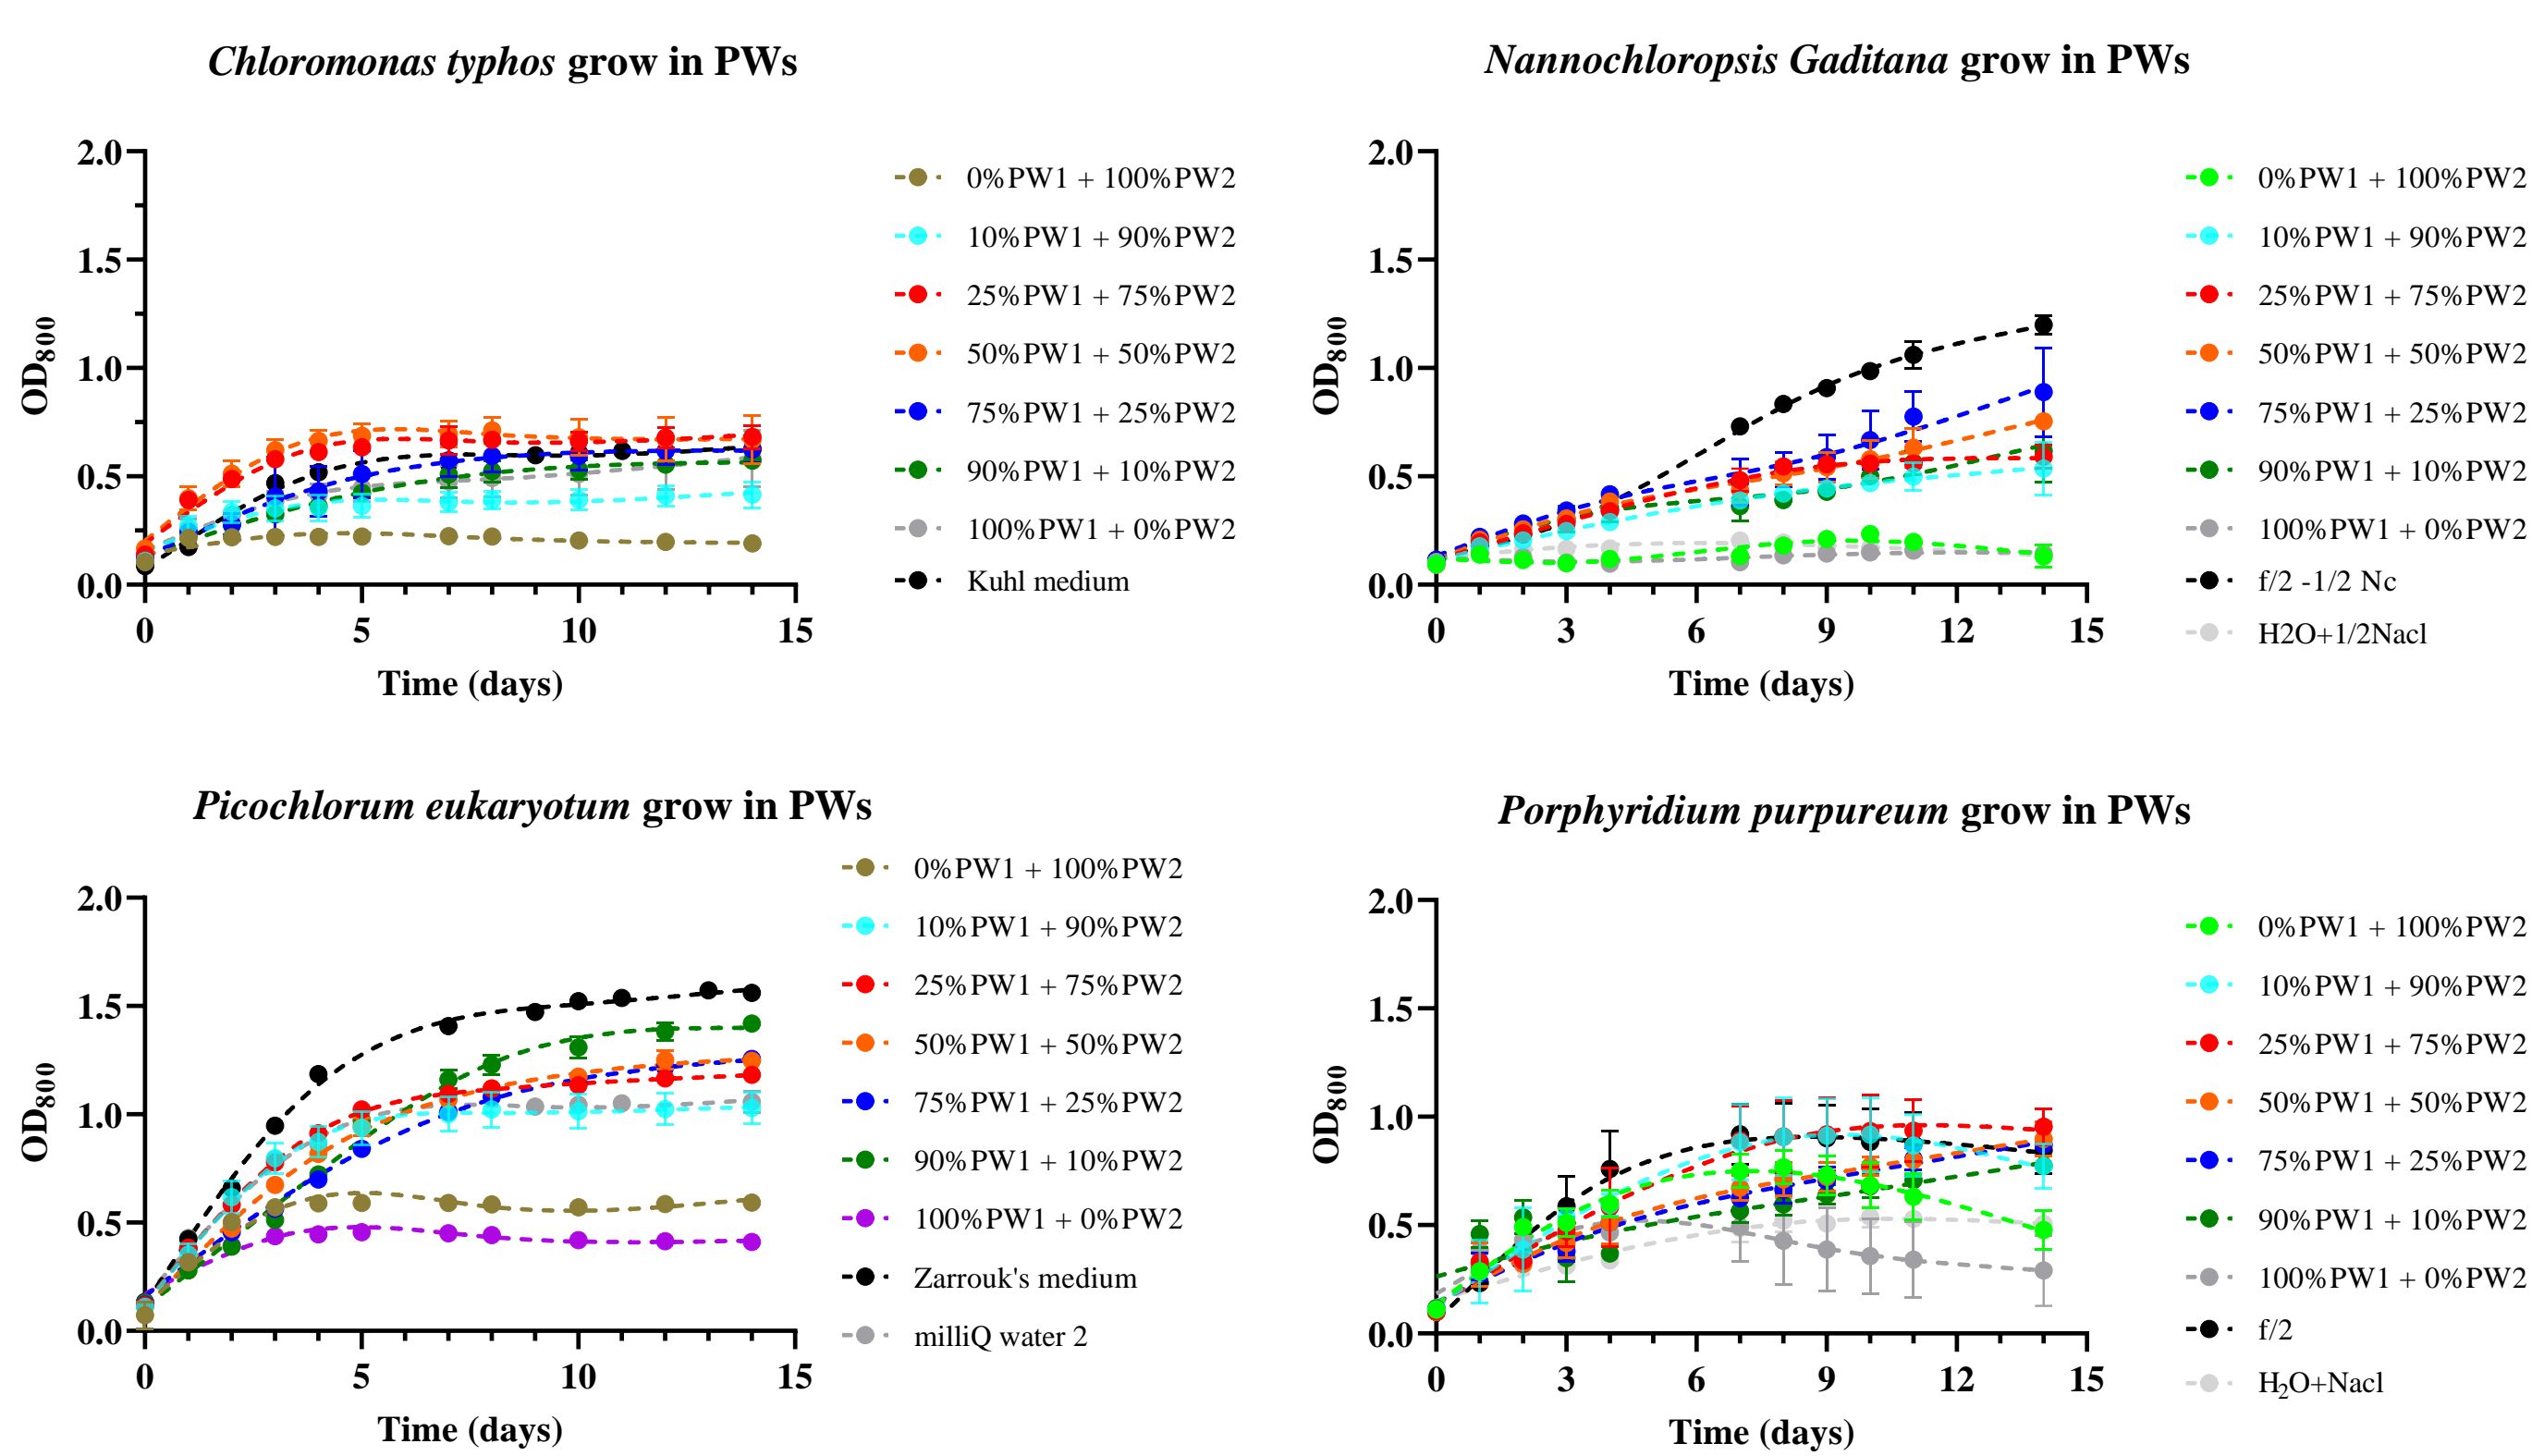 Chloromonas typhos grow in PWs
2.0
1.5
1.0
0.5
0.0
OD800
0
5
10
15
Time (days)
0%PW1 + 100%PW2
10%PW1 + 90%PW2
25%PW1 + 75%PW2
50%PW1 + 50%PW2
75%PW1 + 25%PW2
90%PW1 + 10%PW2
100%PW1 + 0%PW2
Kuhl medium
Nannochloropsis Gaditana grow in PWs
2.0
1.5
1.0
0.5
0.0
OD800
0
3
6
9
12
15
Time (days)
0%PW1 + 100%PW2
10%PW1 + 90%PW2
25%PW1 + 75%PW2
50%PW1 + 50%PW2
75%PW1 + 25%PW2
90%PW1 + 10%PW2
100%PW1 + 0%PW2
f/2 -1/2 Nc
H2O+1/2Nacl
Picochlorum eukaryotum grow in PWs
2.0
1.5
1.0
0.5
0.0
OD800
0
5
10
15
Time (days)
0%PW1 + 100%PW2
10%PW1 + 90%PW2
25%PW1 + 75%PW2
50%PW1 + 50%PW2
75%PW1 + 25%PW2
90%PW1 + 10%PW2
100%PW1 + 0%PW2
Zarrouk's medium
milliQ water 2
Porphyridium purpureum grow in PWs
2.0
1.5
1.0
0.5
0.0
OD800
0
3
6
9
12
15
Time (days)
0%PW1 + 100%PW2
10%PW1 + 90%PW2
25%PW1 + 75%PW2
50%PW1 + 50%PW2
75%PW1 + 25%PW2
90%PW1 + 10%PW2
100%PW1 + 0%PW2
f/2
H2O+Nacl